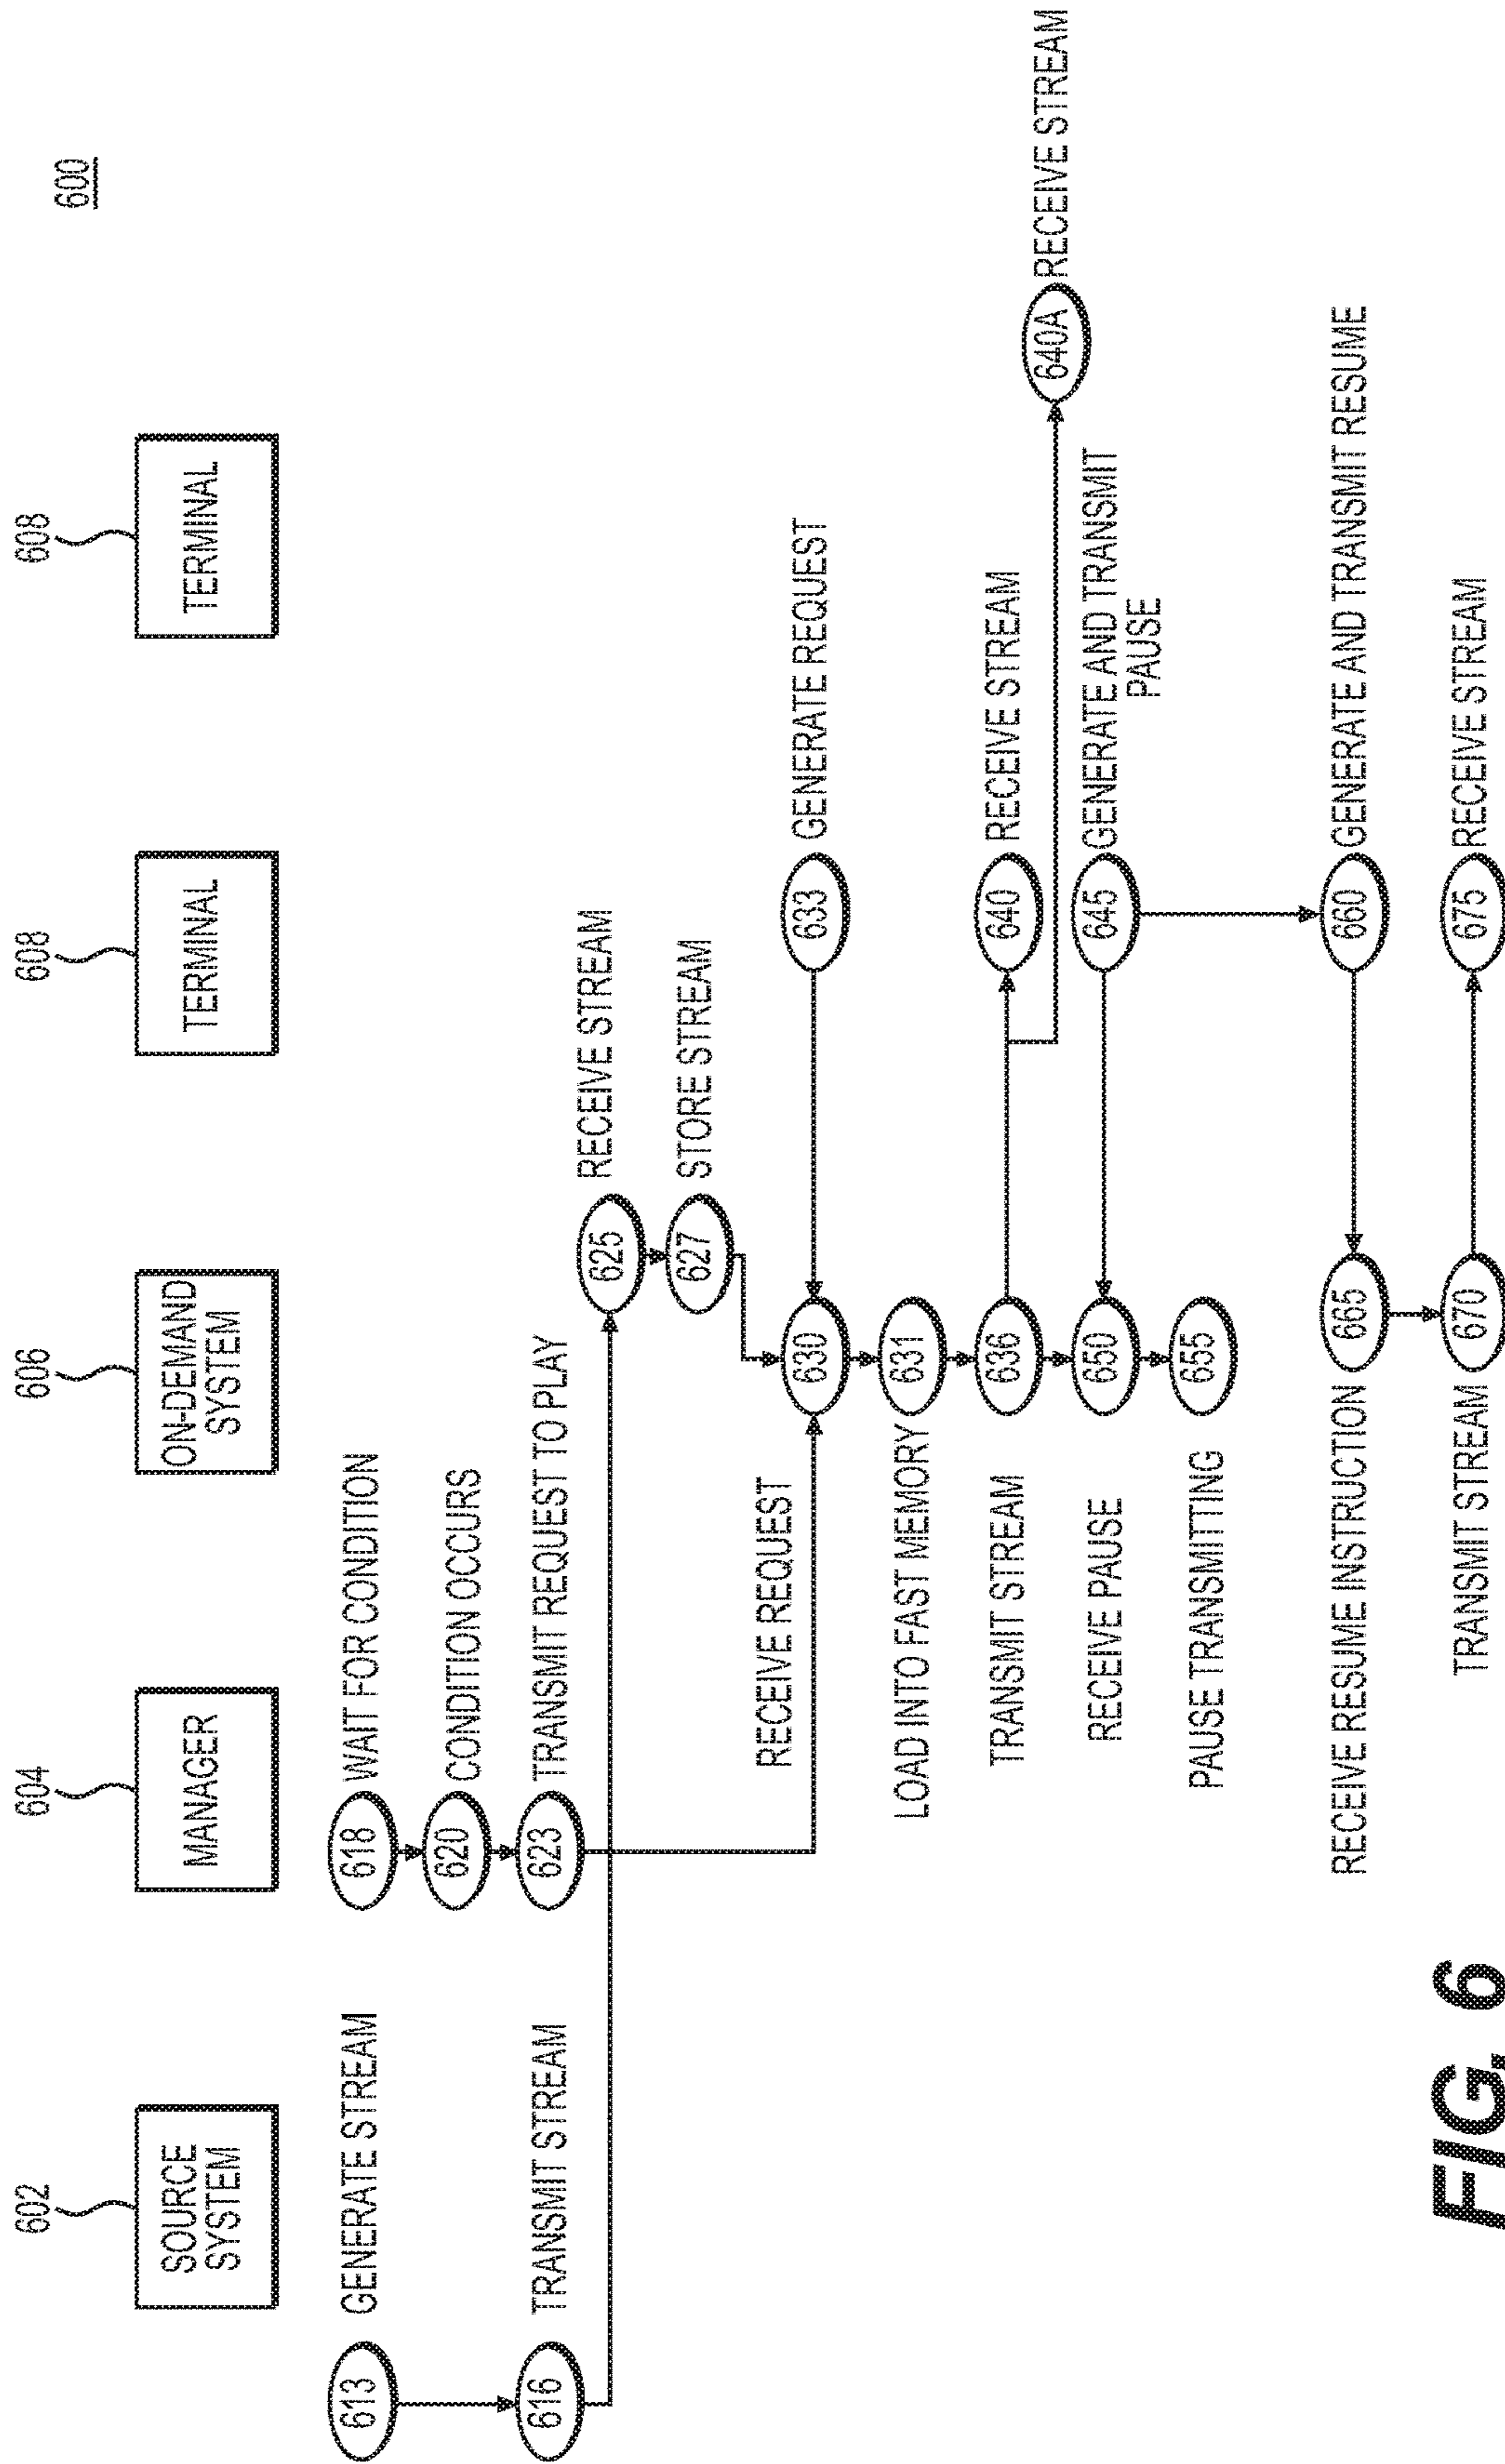 600
602
604
606
608
608
SOURCE
SYSTEM
MANAGER
ON-DEMAND
SYSTEM
TERMINAL
TERMINAL
613 GENERATE STREAM
618 WAIT FOR CONDITION
620 CONDITION OCCURS
616 TRANSMIT STREAM
623 TRANSMIT REQUEST TO PLAY
625 RECEIVE STREAM
627 STORE STREAM
RECEIVE REQUEST
630
633 GENERATE REQUEST
LOAD INTO FAST MEMORY
631
TRANSMIT STREAM
636
640 RECEIVE STREAM
640A RECEIVE STREAM
RECEIVE PAUSE
650
645 GENERATE AND TRANSMIT
PAUSE
PAUSE TRANSMITTING
655
RECEIVE RESUME INSTRUCTION
665
660 GENERATE AND TRANSMIT RESUME
TRANSMIT STREAM
670
675 RECEIVE STREAM
FIG. 6